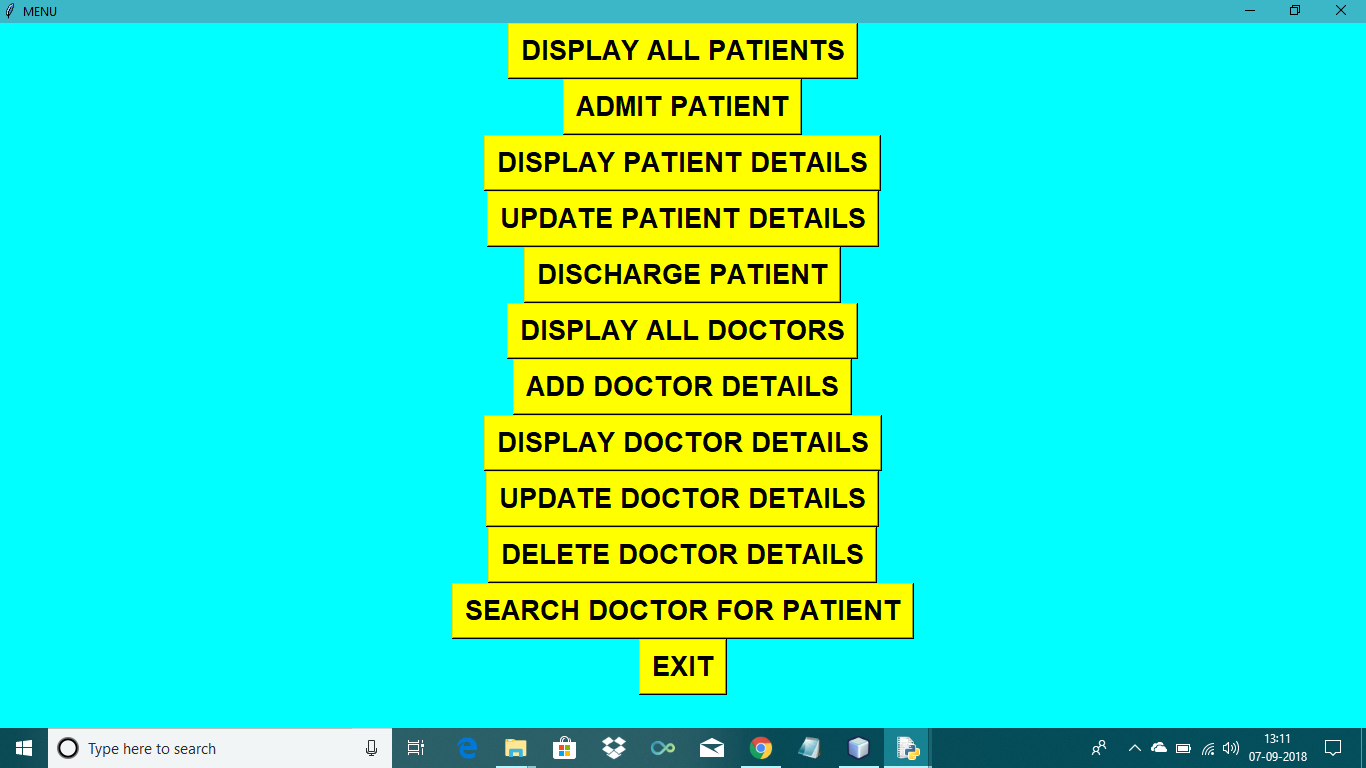 MENU
DISPLAY ALL PATIENTS
ADMIT PATIENT
DISPLAY PATIENT DETAILS
UPDATE PATIENT DETAILS
DISCHARGE PATIENT
DISPLAY ALL DOCTORS
ADD DOCTOR DETAILS
DISPLAY DOCTOR DETAILS
UPDATE DOCTOR DETAILS
DELETE DOCTOR DETAILS
SEARCH DOCTOR FOR PATIENT
EXIT
Type here to search
13:11
07-09-2018